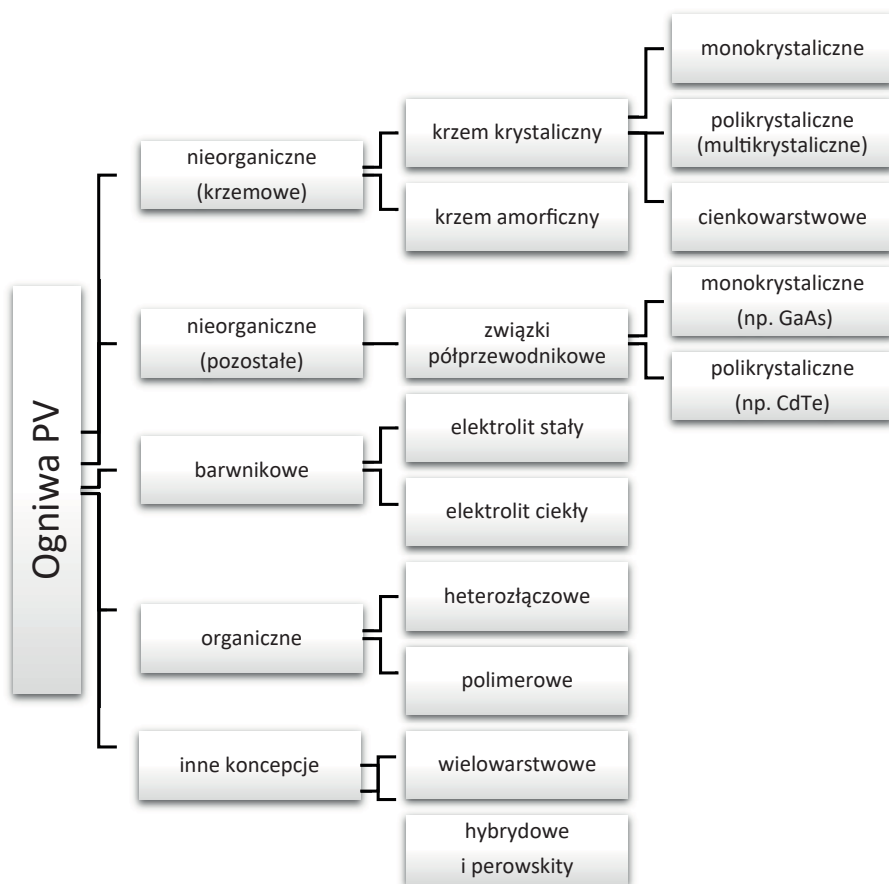 Ogniwa PV
nieorganiczne
(krzemowe)
krzem krystaliczny
monokrystaliczne
polikrystaliczne
(multikrystaliczne)
cienkowarstwowe
krzem amorficzny
nieorganiczne
(pozostałe)
związki
półprzewodnikowe
monokrystaliczne
(np. GaAs)
polikrystaliczne
(np. CdTe)
barwnikowe
elektrolit stały
elektrolit ciekły
organiczne
heterozłączowe
polimerowe
inne koncepcje
wielowarstwowe
hybrydowe
i perowskity